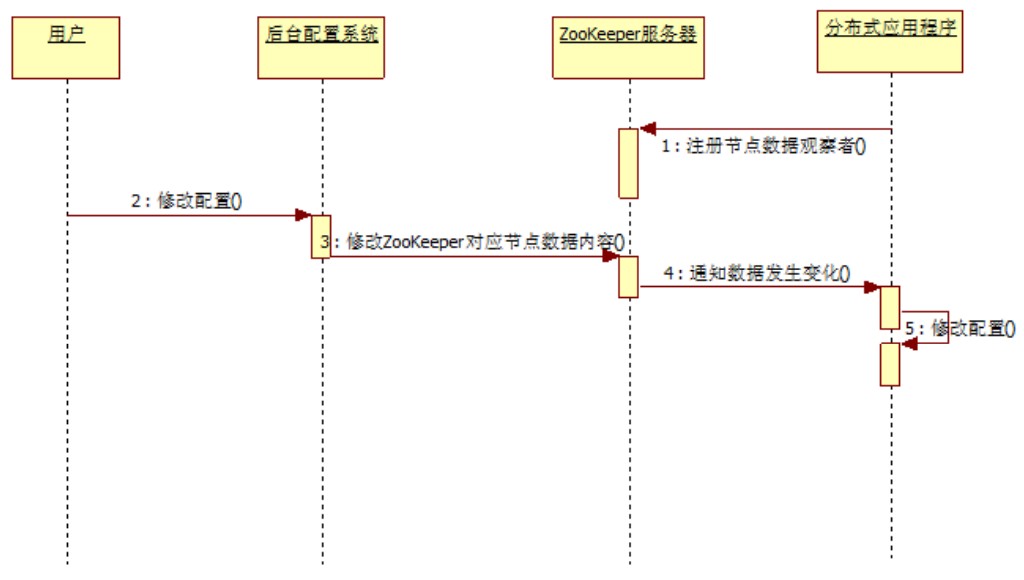 用户
后台配置系统
ZooKeeper服务器
分布式应用程序
1：注册节点数据观察者()
2：修改配置()
3：修改ZooKeeper对应节点数据内容()
4：通知数据发生变化()
5：修改配置()